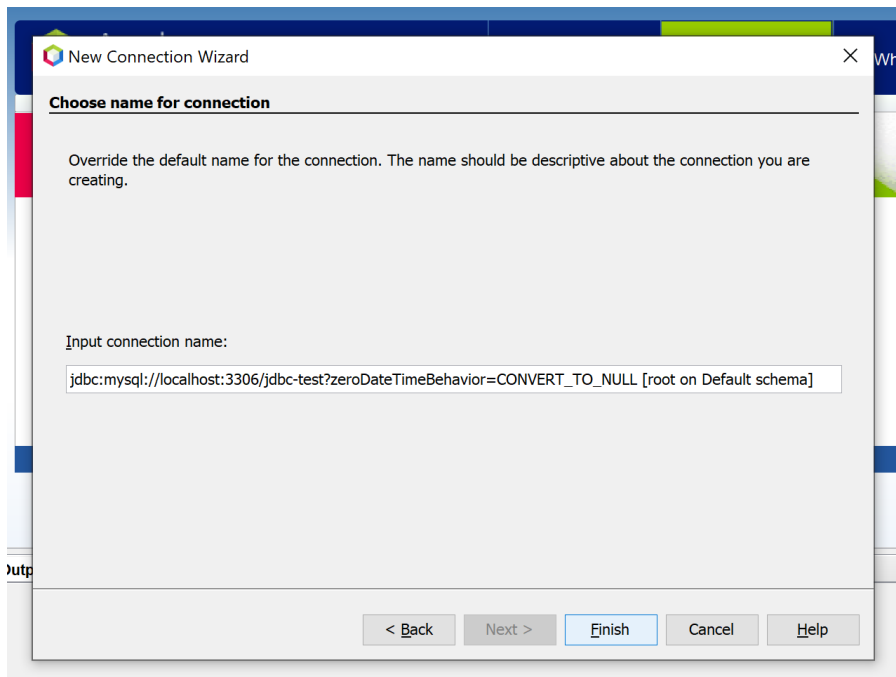 New Connection Wizard
Wh
Choose name for connection
Override the default name for the connection. The name should be descriptive about the connection you are
creating.
Input connection name:
jdbc:mysql://localhost:3306/jdbc-test?zeroDateTimeBehavior=CONVERT_TO_NULL [root on Default schema]
Outp
< Back Next > Finish Cancel Help